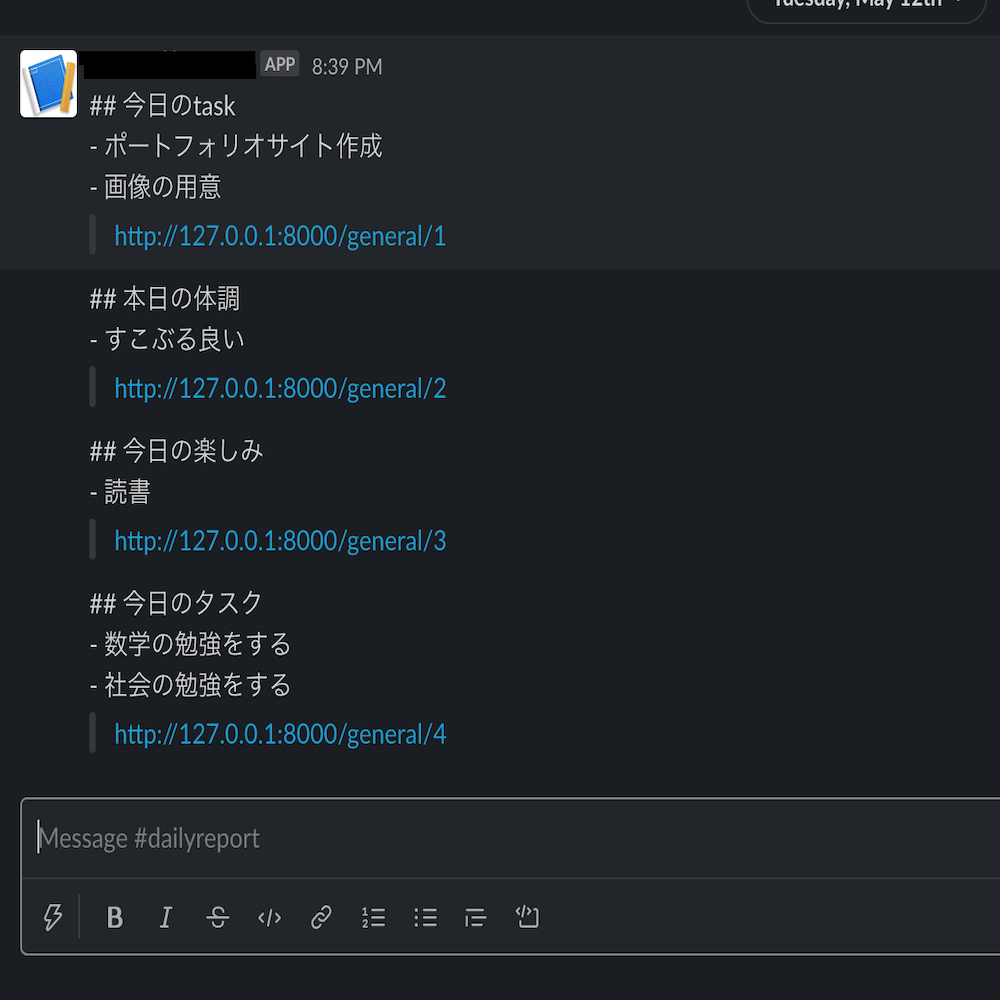 Tuesday, May 12th
APP 8:39 PM
## 今日のtask
- ポートフォリオサイト作成
- 画像の用意
http://127.0.0.1:8000/general/1
## 本日の体調
- すこぶる良い
http://127.0.0.1:8000/general/2
## 今日の楽しみ
- 読書
http://127.0.0.1:8000/general/3
## 今日のタスク
- 数学の勉強をする
- 社会の勉強をする
http://127.0.0.1:8000/general/4
Message #dailyreport